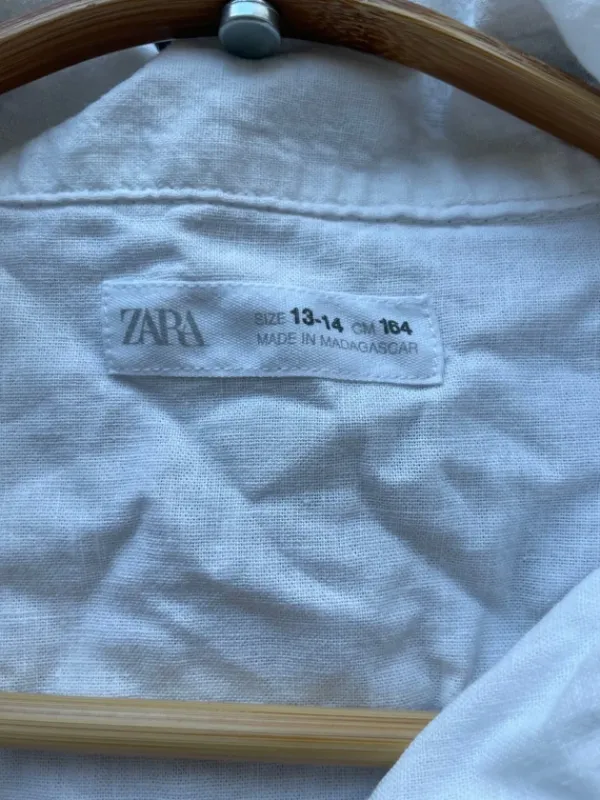 ZARA
SIZE 13-14 CM 164
MADE IN MADAGASCAR